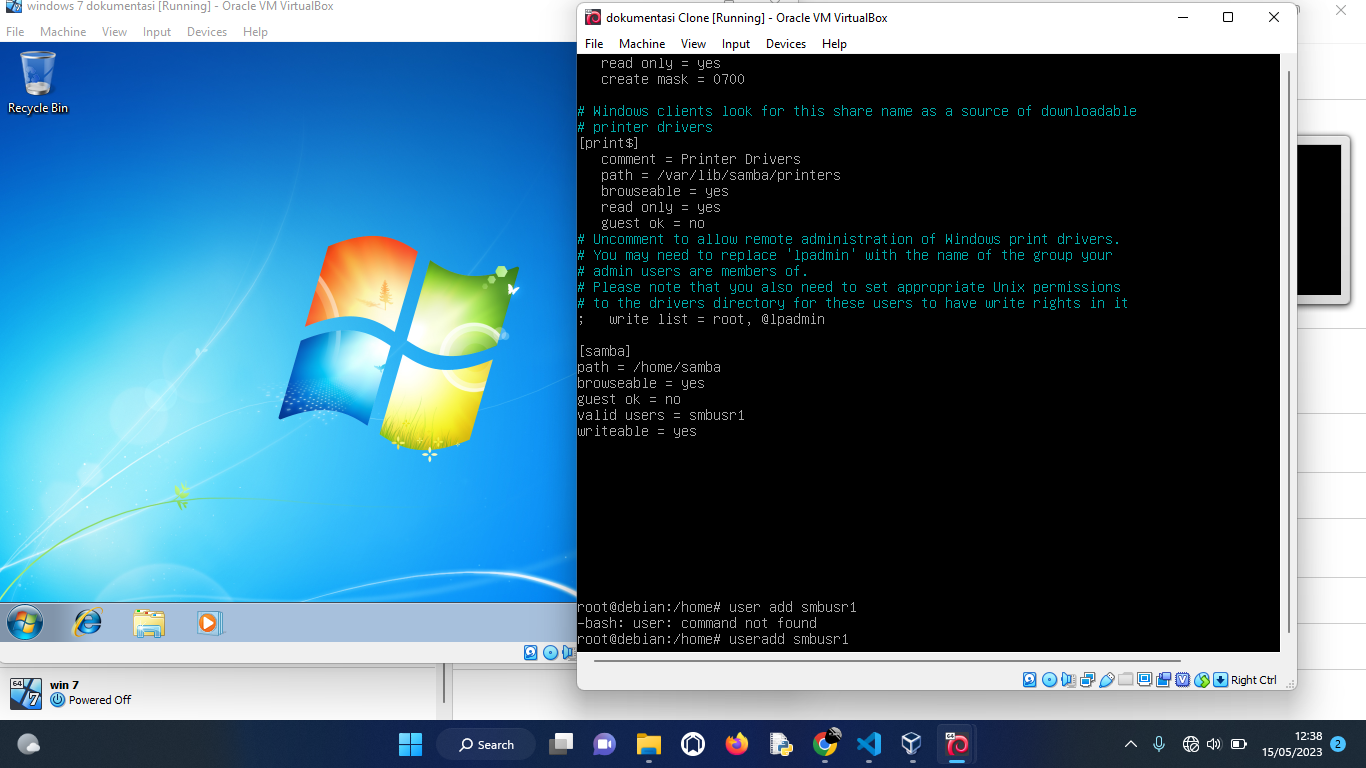 windows 7 dokumentasi [Running] - Oracle VM VirtualBox
File Machine View Input Devices Help
Recycle Bin
dokumentasi Clone [Running] - Oracle VM VirtualBox
File Machine View Input Devices Help
read only = yes
create mask = 0700
# Windows clients look for this share name as a source of downloadable
# printer drivers
[print$]
comment = Printer Drivers
path = /var/lib/samba/printers
browseable = yes
read only = yes
guest ok = no
# Uncomment to allow remote administration of Windows print drivers.
# You may need to replace 'lpadmin' with the name of the group your
# admin users are members of.
# Please note that you also need to set appropriate Unix permissions
# to the drivers directory for these users to have write rights in it
;   write list = root, @lpadmin
[samba]
path = /home/samba
browseable = yes
guest ok = no
valid users = smbusr1
writeable = yes
root@debian:/home# user add smbusr1
-bash: user: command not found
root@debian:/home# useradd smbusr1
Right Ctrl
64
win 7
Powered Off
Search
64
12:38
15/05/2023
2